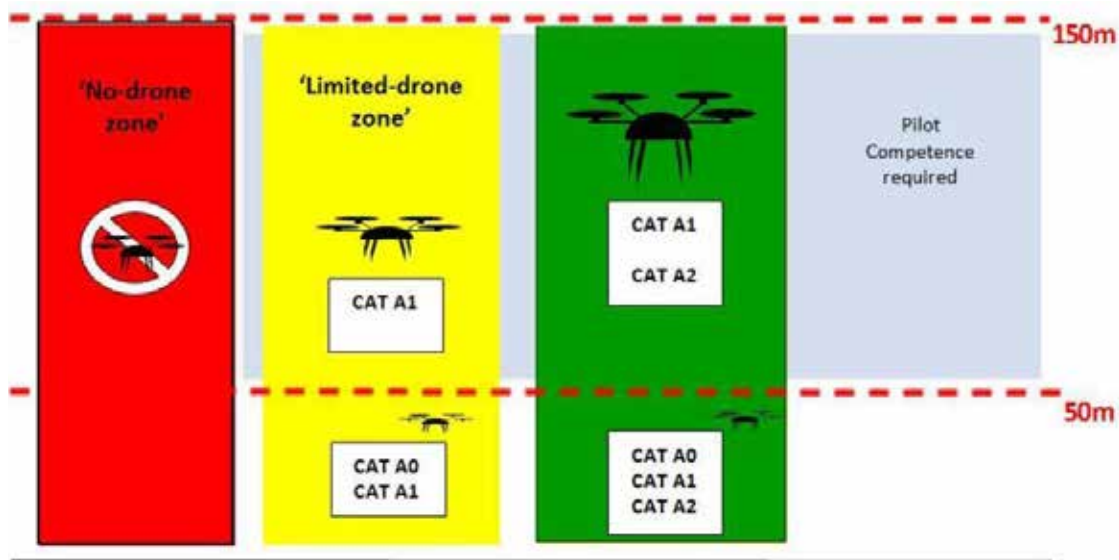 150m
'No-drone
zone'
'Limited-drone
zone'
CAT A1
CAT A1
CAT A2
Pilot
Competence
required
50m
CAT A0
CAT A1
CAT A0
CAT A1
CAT A2